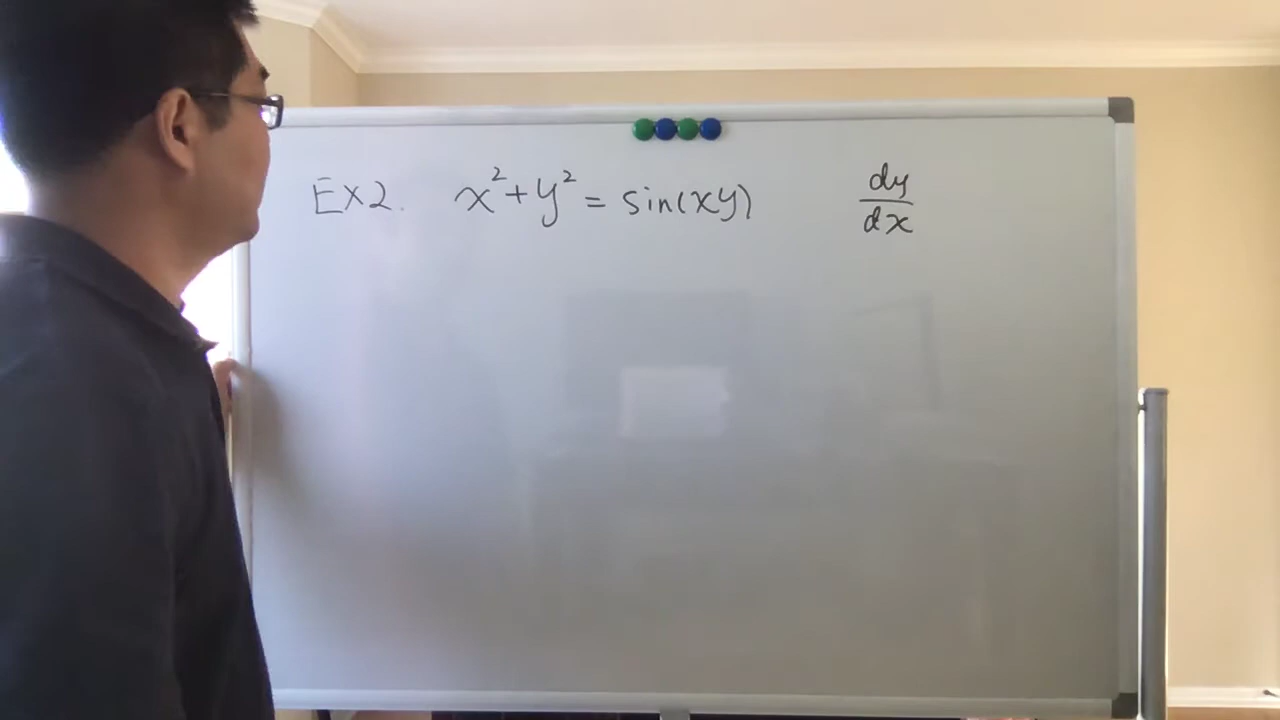 EX2. x²+y² = sin(xy) dy/dx